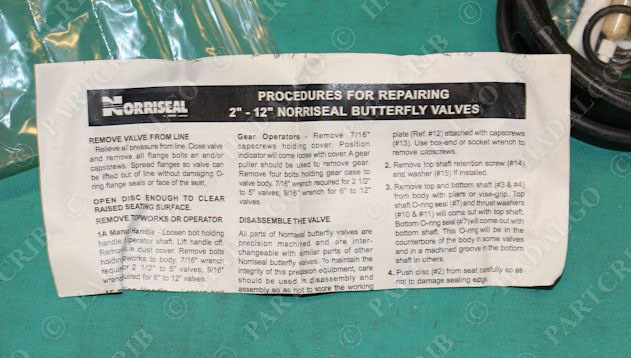 NORRISEAL
PROCEDURES FOR REPAIRING
2" - 12" NORRISEAL BUTTERFLY VALVES
REMOVE VALVE FROM LINE
Relieve all pressure from line. Close valve
and remove all flange bolts an and/or
capscrews. Spread flanges so valve can
be lifted out of line without damaging O-
ring flange seals or face of the seat.
OPEN DISC ENOUGH TO CLEAR
RAISED SEATING SURFACE.
REMOVE TOPWORKS OR OPERATOR
1A Manual Handle - Loosen bolt holding
handle operator shaft. Lift handle off.
Remove in dust cover. Remove bolts
holding works to body. 7/16" wrench
required for 2 1/2" to 5" valves; 9/16"
wrench required for 6" to 12" valves.
Gear Operators - Remove 7/16"
capscrews holding cover. Position
indicator will come loose with cover. A gear
puller should be used to remove gear.
Remove four bolts holding gear case to
valve body. 7/16" wrench required for 2 1/2"
to 5" valves; 9/16" wrench for 6" to 12"
valves.
DISASSEMBLE THE VALVE
All parts of Norriseal butterfly valves are
precision machined and are inter-
changeable with similar parts of other
Norriseal butterfly valves. To maintain the
integrity of this precision equipment, care
should be used in disassembly and
assembly so as not to score the working
plate (Ref. #12) attached with capscrews
(#13). Use box-end or socket wrench to
remove capscrews.
2. Remove top shaft retention screw (#14)
and washer (#15) if installed.
3. Remove top and bottom shaft (#3 & #4)
from body with pliers or vise-grip. Top
Shaft O-ring seal (#7) and thrust washers
(#10 & #11) will come out with top shaft.
Bottom O-ring seal (#7) will come out with
bottom shaft. This O-ring will be in the
counterbore of the body in some valves
and in a machined groove in the bottom
shaft in others.
4. Push disc (#2) from seat carefully so as
not to damage sealing edge.
PARTCRIB